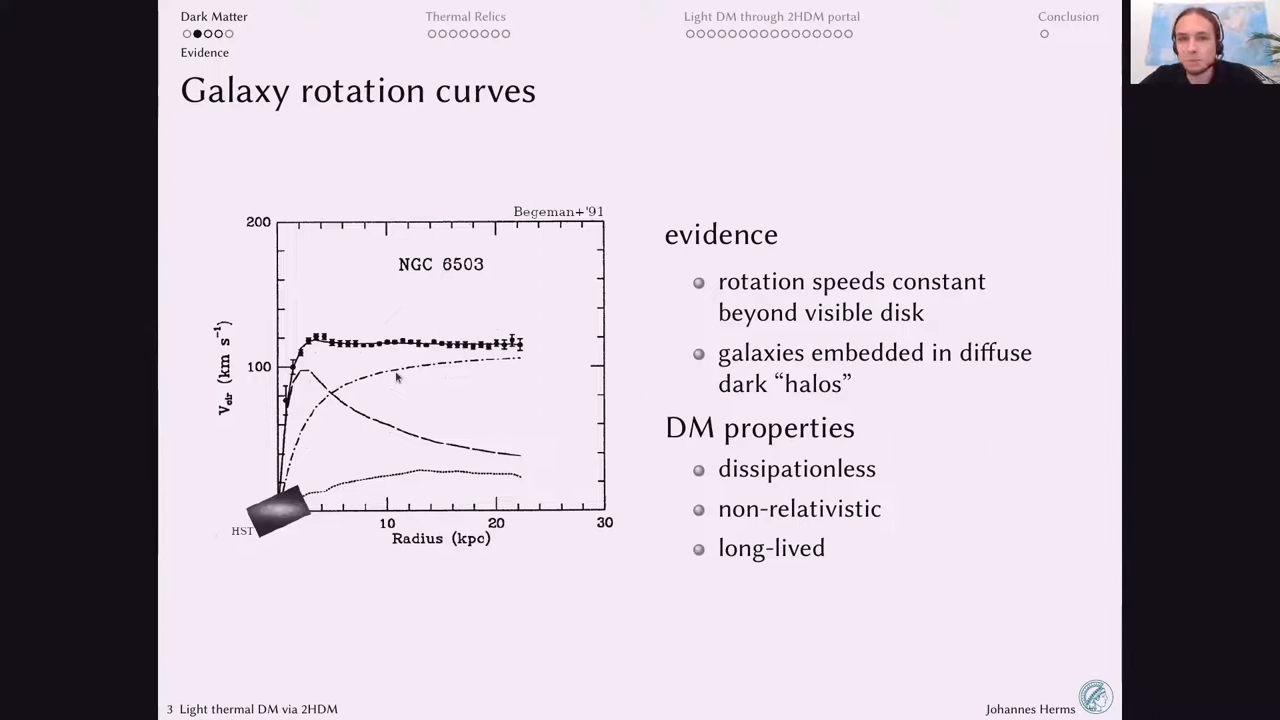 Dark Matter
Thermal Relics
Light DM through 2HDM portal
Conclusion
Evidence
Galaxy rotation curves
Begeman+'91
200
NGC 6503
100
V_cir (km s⁻¹)
HST
10
20
30
Radius (kpc)
evidence
rotation speeds constant
beyond visible disk
galaxies embedded in diffuse
dark “halos”
DM properties
dissipationless
non-relativistic
long-lived
3 Light thermal DM via 2HDM
Johannes Herms